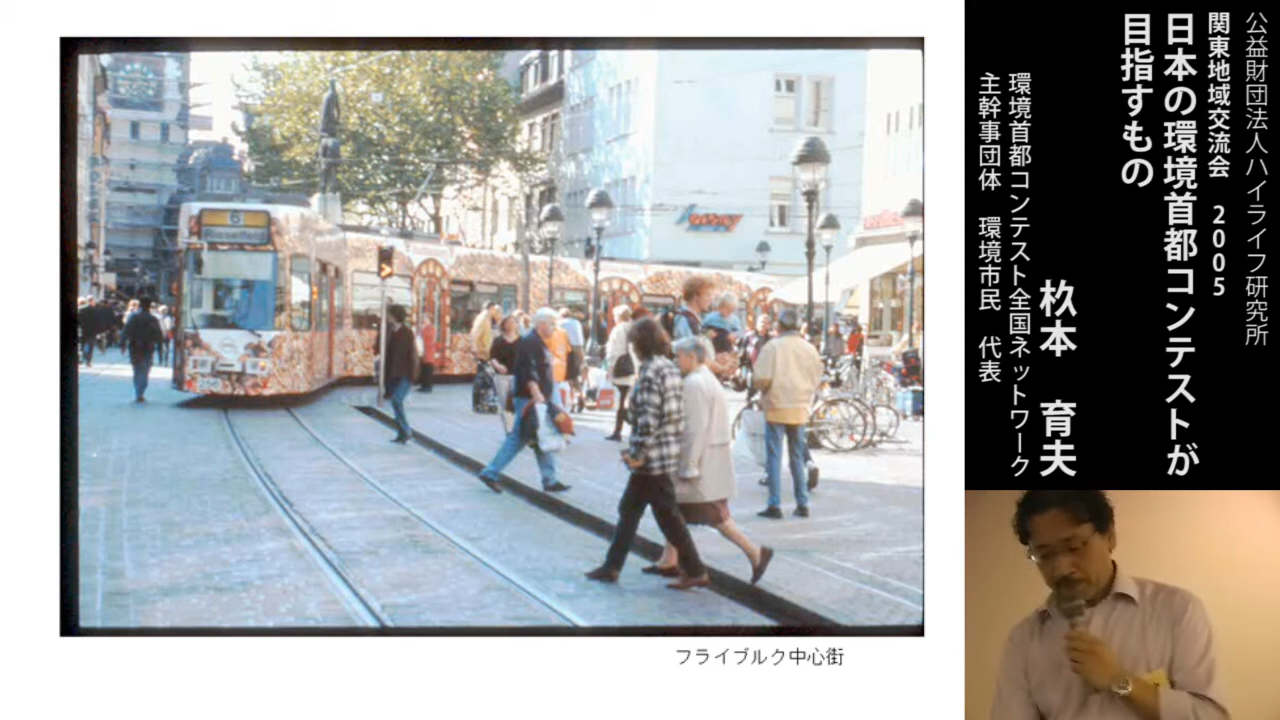 公益財団法人ハイライフ研究所
関東地域交流会 2005
日本の環境首都コンテストが
目指すもの
杦本 育夫
環境首都コンテスト全国ネットワーク
主幹事団体 環境市民 代表
6
フライブルク中心街